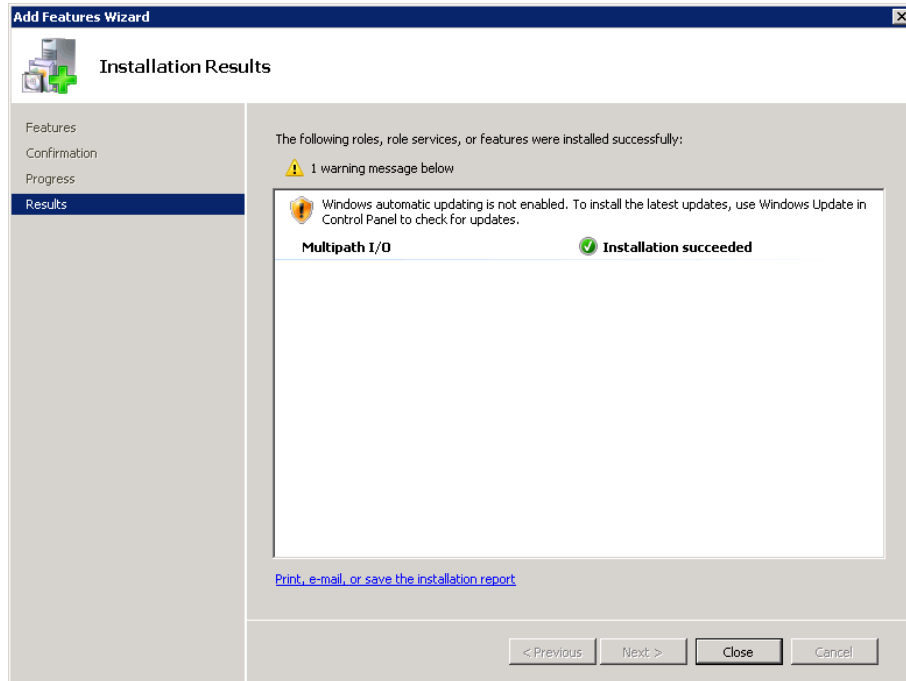 Add Features Wizard
Installation Results
Features
Confirmation
Progress
Results
The following roles, role services, or features were installed successfully:
1 warning message below
Windows automatic updating is not enabled. To install the latest updates, use Windows Update in
Control Panel to check for updates.
Multipath I/O Installation succeeded
Print, e-mail, or save the installation report
< Previous Next > Close Cancel